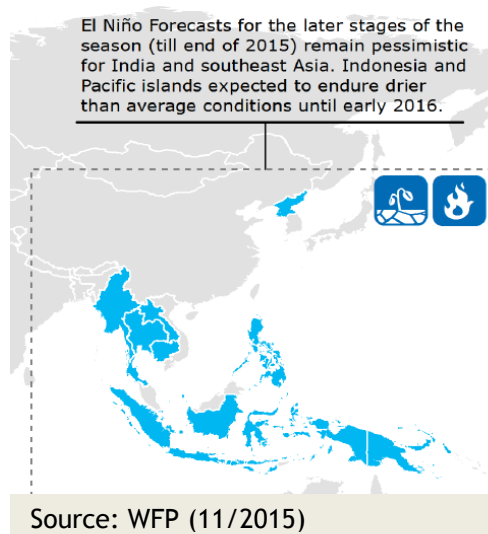 El Niño Forecasts for the later stages of the
season (till end of 2015) remain pessimistic
for India and southeast Asia. Indonesia and
Pacific islands expected to endure drier
than average conditions until early 2016.
Source: WFP (11/2015)